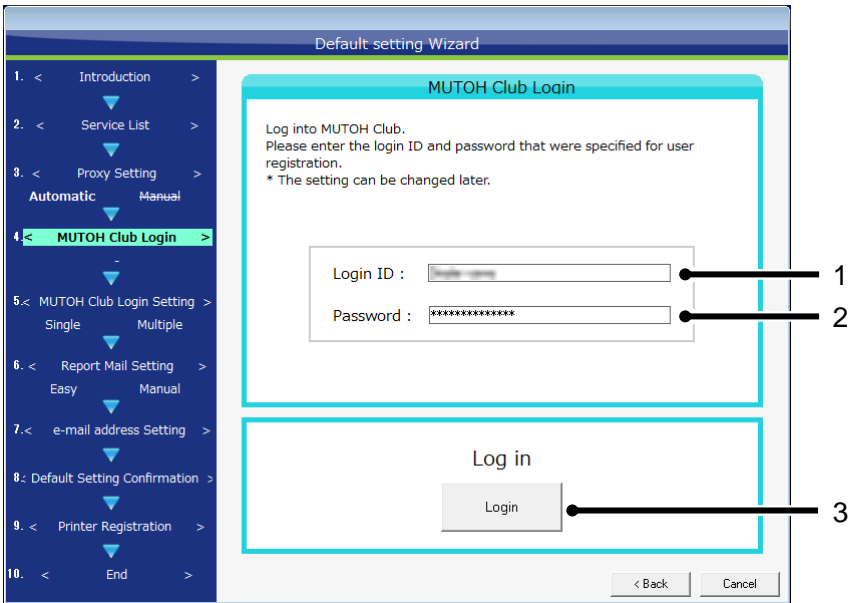 Default setting Wizard
1. < Introduction >
2. < Service List >
3. < Proxy Setting >
Automatic Manual
4.< MUTOH Club Login >
-
5.< MUTOH Club Login Setting >
Single Multiple
6. < Report Mail Setting >
Easy Manual
7.< e-mail address Setting >
8.< Default Setting Confirmation >
9. < Printer Registration >
10. < End >
MUTOH Club Login
Log into MUTOH Club.
Please enter the login ID and password that were specified for user
registration.
* The setting can be changed later.
Login ID : 1
Password : ************** 2
Log in
Login 3
< Back Cancel